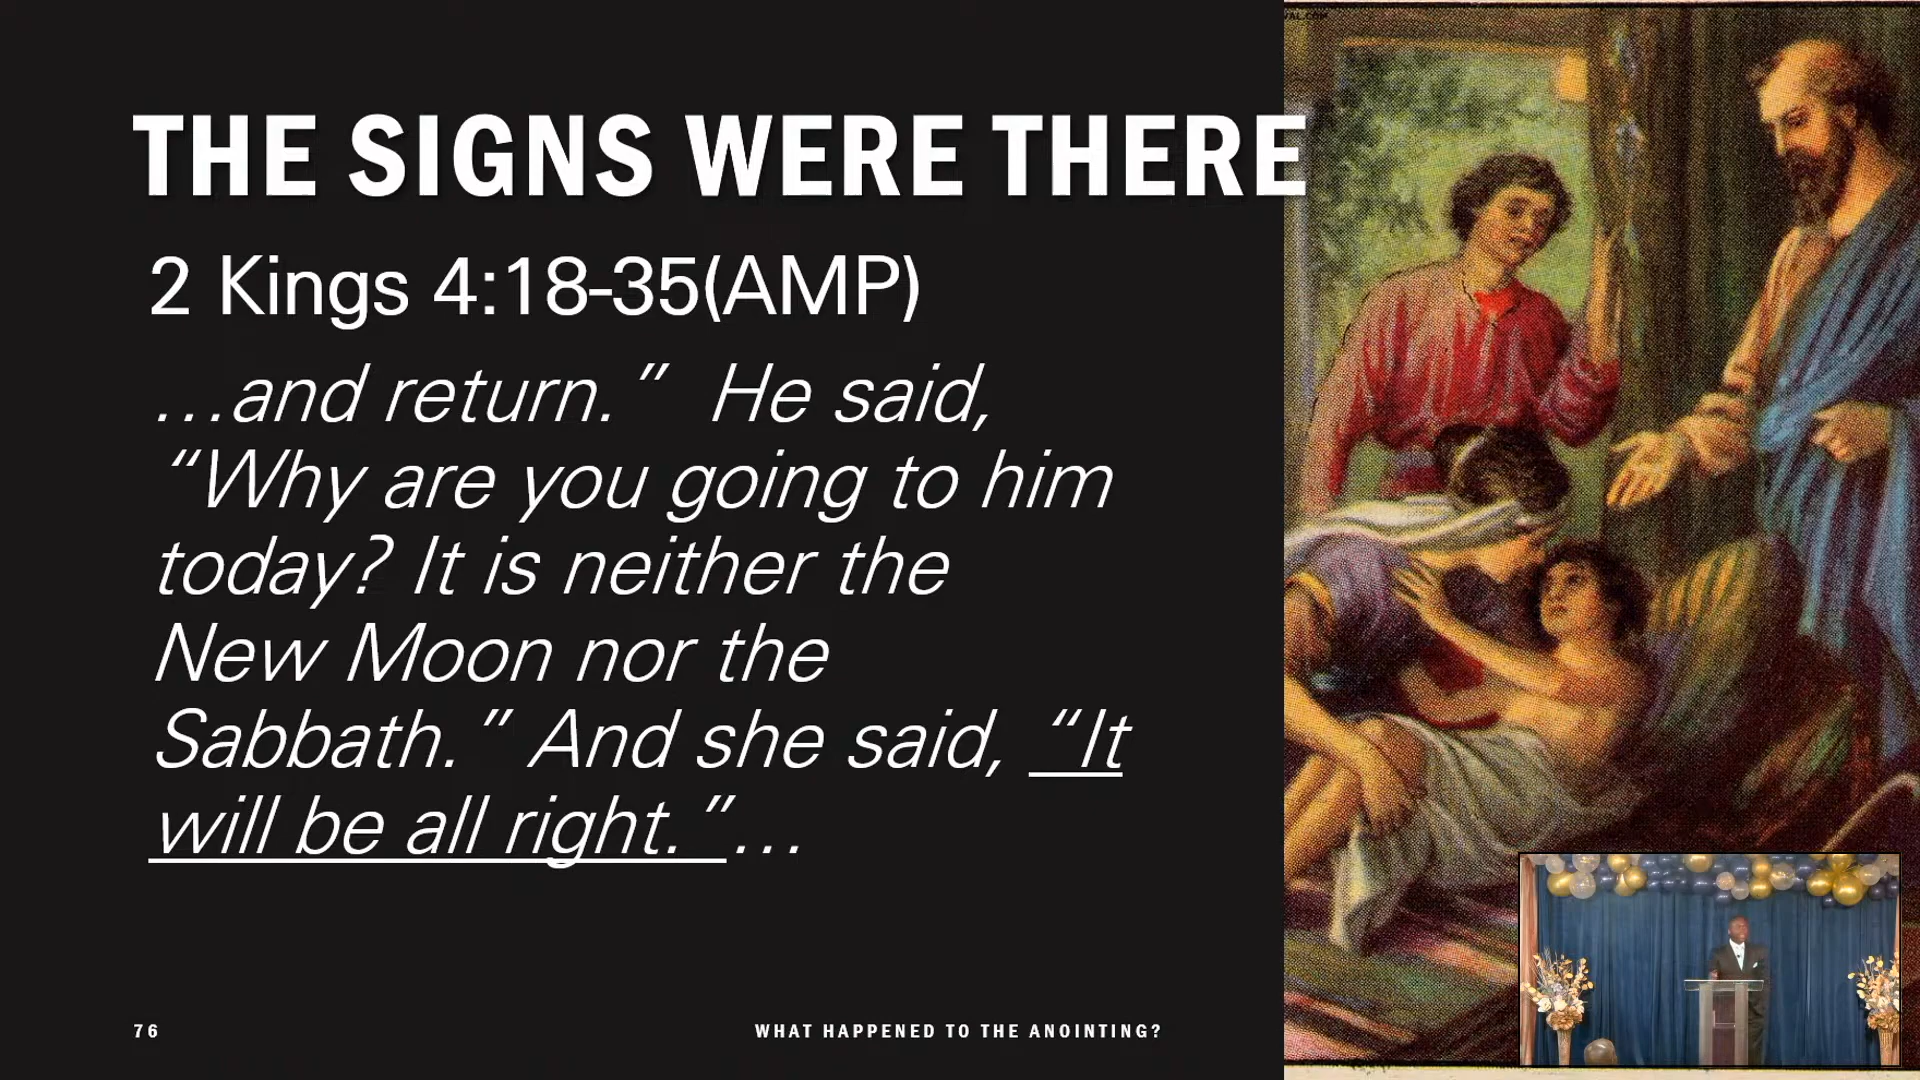 THE SIGNS WERE THERE
2 Kings 4:18-35(AMP)
…and return.” He said,
“Why are you going to him
today? It is neither the
New Moon nor the
Sabbath.” And she said, “It
will be all right.”…
76
WHAT HAPPENED TO THE ANOINTING?